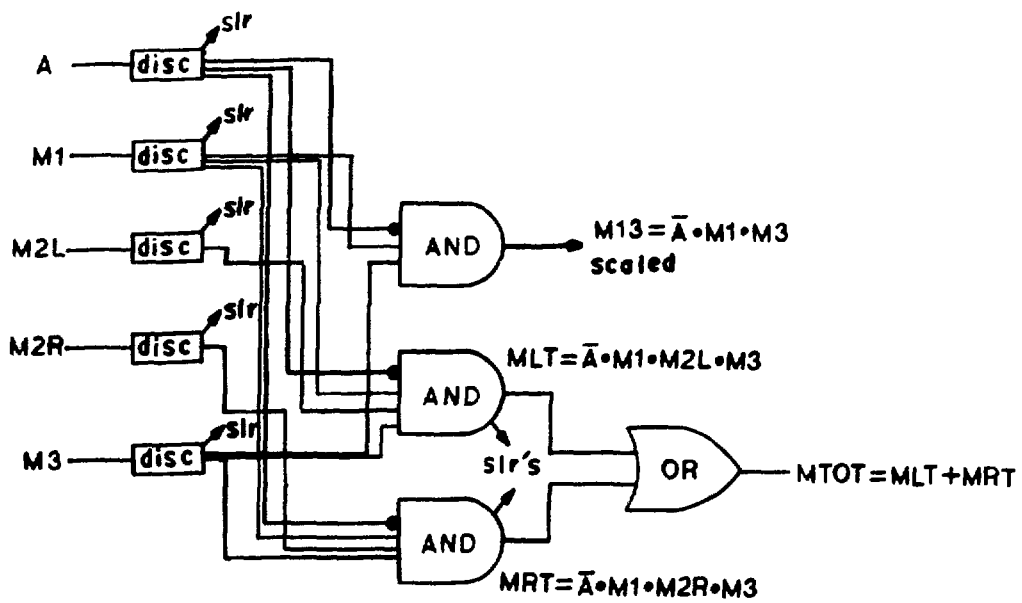 slr
A
disc
slr
M1
disc
slr
M2L
disc
slr
M2R
disc
slr
M3
disc
AND
M13=A̅•M1•M3
scaled
MLT=A̅•M1•M2L•M3
AND
slr's
OR
MTOT=MLT+MRT
AND
MRT=A̅•M1•M2R•M3